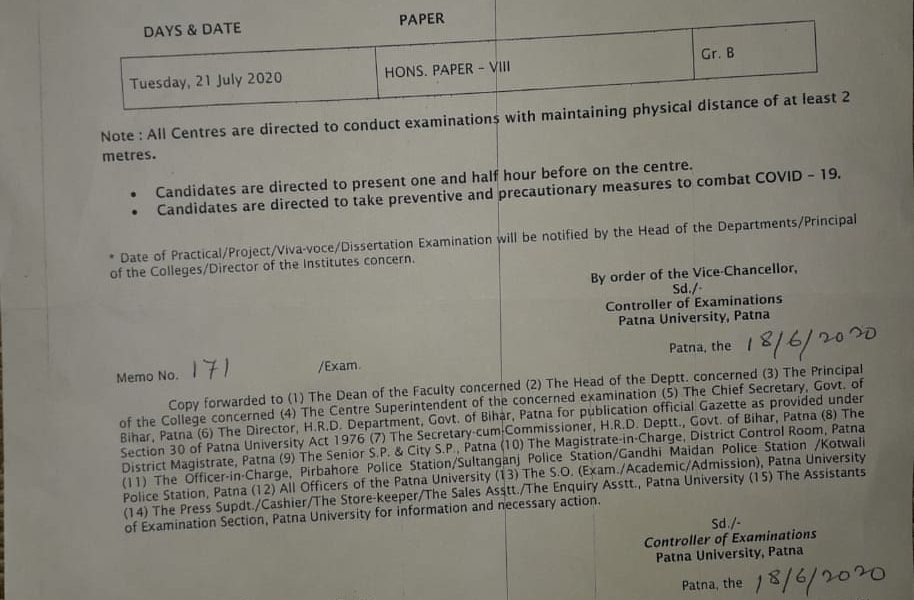 DAYS & DATE PAPER
Tuesday, 21 July 2020 HONS. PAPER – VIII Gr. B
Note : All Centres are directed to conduct examinations with maintaining physical distance of at least 2
metres.
• Candidates are directed to present one and half hour before on the centre.
• Candidates are directed to take preventive and precautionary measures to combat COVID – 19.
* Date of Practical/Project/Viva-voce/Dissertation Examination will be notified by the Head of the Departments/Principal
of the Colleges/Director of the Institutes concern.
By order of the Vice-Chancellor,
Sd./-
Controller of Examinations
Patna University, Patna
Patna, the 18/6/2020
Memo No. 171 /Exam.
Copy forwarded to (1) The Dean of the Faculty concerned (2) The Head of the Deptt. concerned (3) The Principal
of the College concerned (4) The Centre Superintendent of the concerned examination (5) The Chief Secretary, Govt. of
Bihar, Patna (6) The Director, H.R.D. Department, Govt. of Bihar, Patna for publication official Gazette as provided under
Section 30 of Patna University Act 1976 (7) The Secretary-cum-Commissioner, H.R.D. Deptt., Govt. of Bihar, Patna (8) The
District Magistrate, Patna (9) The Senior S.P. & City S.P., Patna (10) The Magistrate-in-Charge, District Control Room, Patna
(11) The Officer-in-Charge, Pirbahore Police Station/Sultanganj Police Station/Gandhi Maidan Police Station /Kotwali
Police Station, Patna (12) All Officers of the Patna University (13) The S.O. (Exam./Academic/Admission), Patna University
(14) The Press Supdt./Cashier/The Store-keeper/The Sales Asstt./The Enquiry Asstt., Patna University (15) The Assistants
of Examination Section, Patna University for information and necessary action.
Sd./-
Controller of Examinations
Patna University, Patna
Patna, the 18/6/2020